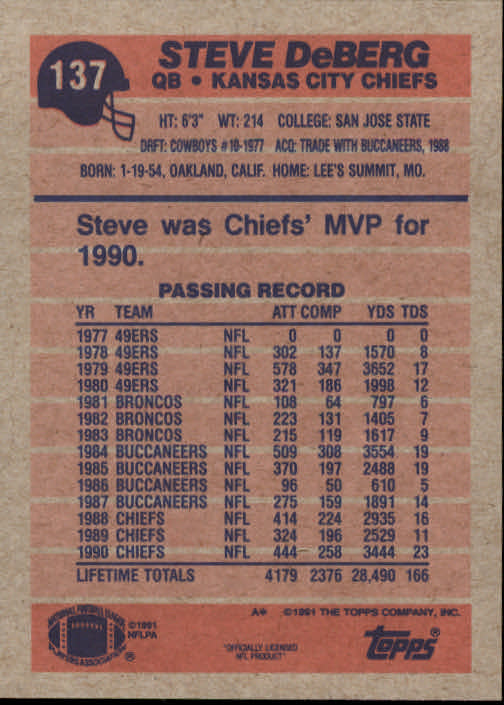 137
STEVE DeBERG
QB • KANSAS CITY CHIEFS
HT: 6'3" WT: 214 COLLEGE: SAN JOSE STATE
DRFT: COWBOYS #10-1977 ACQ: TRADE WITH BUCCANEERS, 1988
BORN: 1-19-54, OAKLAND, CALIF. HOME: LEE'S SUMMIT, MO.
Steve was Chiefs' MVP for
1990.
PASSING RECORD
YR TEAM ATT COMP YDS TDS
1977 49ERS NFL 0 0 0 0
1978 49ERS NFL 302 137 1570 8
1979 49ERS NFL 578 347 3652 17
1980 49ERS NFL 321 186 1998 12
1981 BRONCOS NFL 108 64 797 6
1982 BRONCOS NFL 223 131 1405 7
1983 BRONCOS NFL 215 119 1617 9
1984 BUCCANEERS NFL 509 308 3554 19
1985 BUCCANEERS NFL 370 197 2488 19
1986 BUCCANEERS NFL 96 50 610 5
1987 BUCCANEERS NFL 275 159 1891 14
1988 CHIEFS NFL 414 224 2935 16
1989 CHIEFS NFL 324 196 2529 11
1990 CHIEFS NFL 444 258 3444 23
LIFETIME TOTALS 4179 2376 28,490 166
A* ©1991 THE TOPPS COMPANY, INC.
NATIONAL FOOTBALL LEAGUE
PLAYERS ASSOCIATION ®
©1991
NFLPA
"OFFICIALLY LICENSED
NFL PRODUCT"
topps®